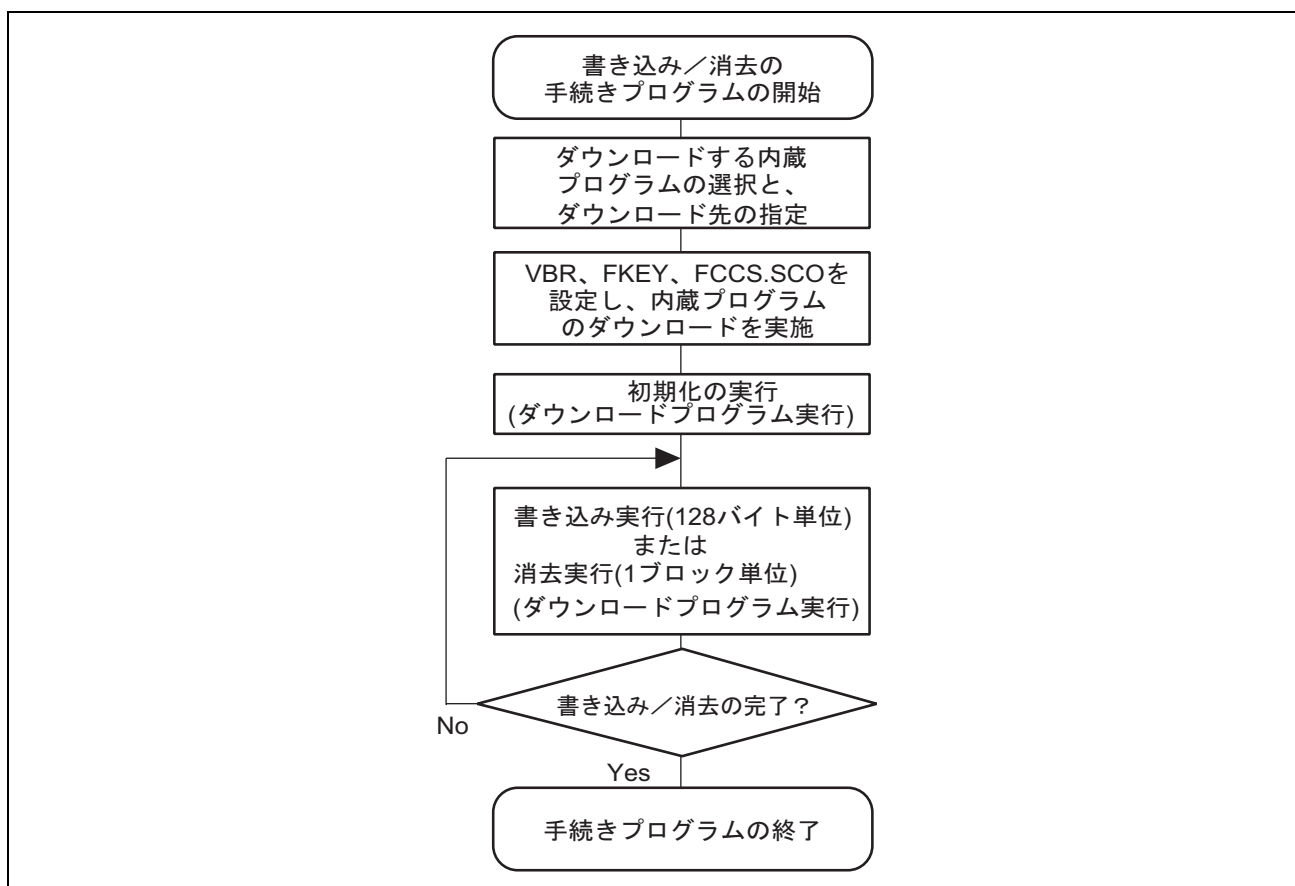 書き込み／消去の
手続きプログラムの開始
ダウンロードする内蔵
プログラムの選択と、
ダウンロード先の指定
VBR、FKEY、FCCS.SCOを
設定し、内蔵プログラム
のダウンロードを実施
初期化の実行
(ダウンロードプログラム実行)
書き込み実行(128バイト単位)
または
消去実行(1ブロック単位)
(ダウンロードプログラム実行)
書き込み／消去の完了？
No
Yes
手続きプログラムの終了